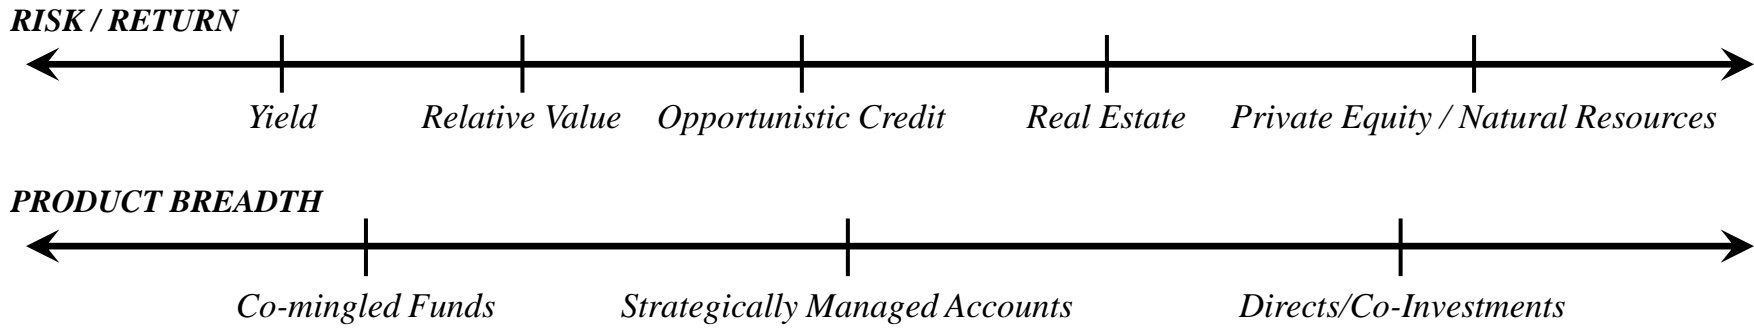 RISK / RETURN
Yield Relative Value Opportunistic Credit Real Estate Private Equity / Natural Resources
PRODUCT BREADTH
Co-mingled Funds Strategically Managed Accounts Directs/Co-Investments